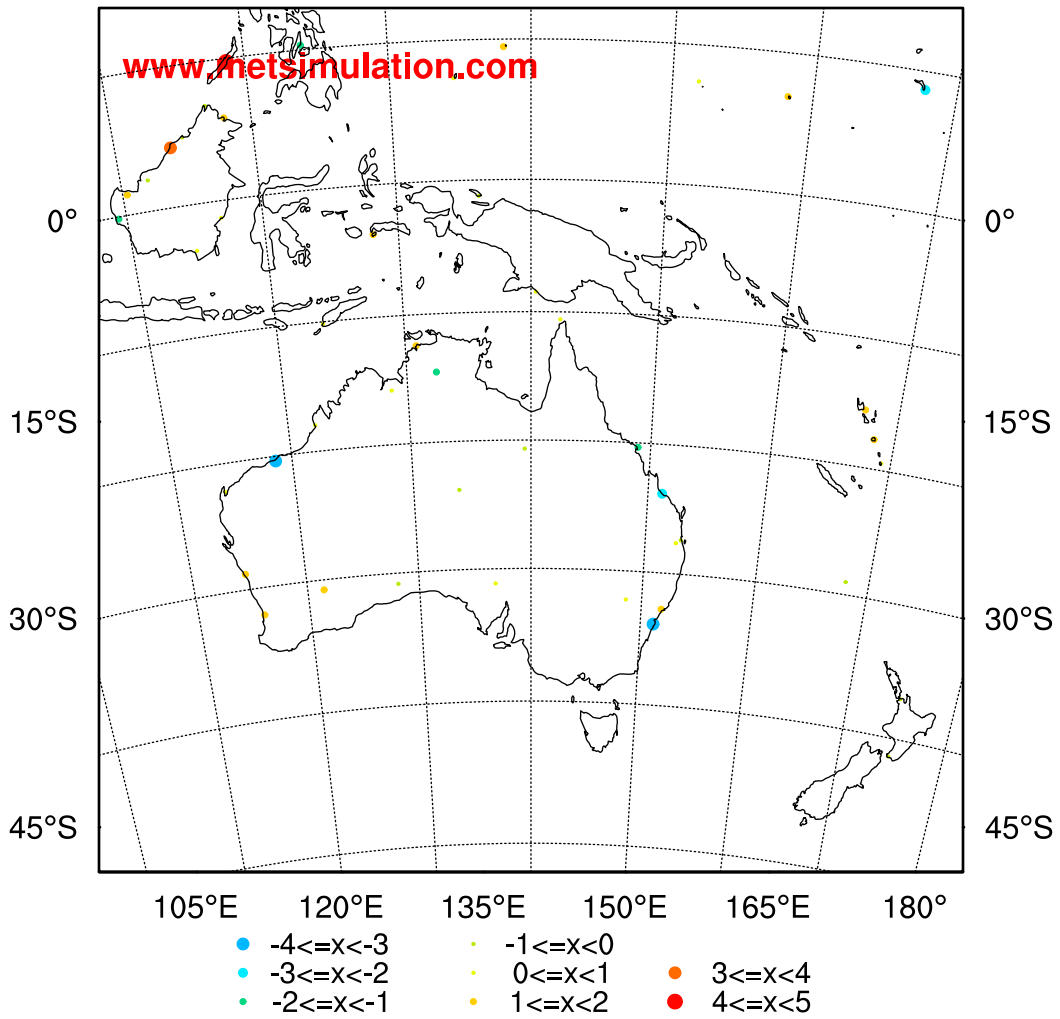 www.metsimulation.com
0° 0°
15°S 15°S
30°S 30°S
45°S 45°S
105°E 120°E 135°E 150°E 165°E 180°
-4<=x<-3 -1<=x<0
-3<=x<-2 0<=x<1 3<=x<4
-2<=x<-1 1<=x<2 4<=x<5